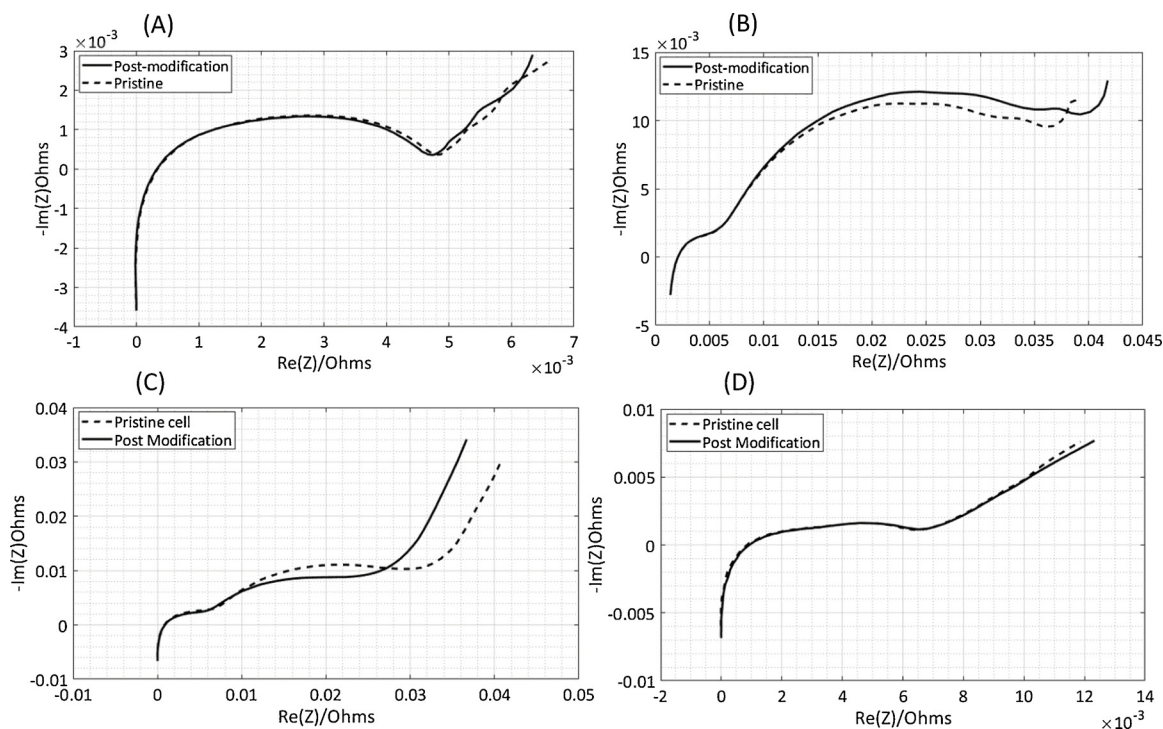 (A)
×10⁻³
3
2
1
0
-1
-2
-3
-4
-Im(Z)Ohms
Post-modification
Pristine
-1 0 1 2 3 4 5 6 7
Re(Z)/Ohms
×10⁻³
(B)
×10⁻³
15
10
5
0
-5
-Im(Z)Ohms
Post-modification
Pristine
0 0.005 0.01 0.015 0.02 0.025 0.03 0.035 0.04 0.045
Re(Z)/Ohms
(C)
0.04
0.03
0.02
0.01
0
-0.01
-Im(Z)Ohms
Pristine cell
Post Modification
-0.01 0 0.01 0.02 0.03 0.04 0.05
Re(Z)/Ohms
(D)
0.01
0.005
0
-0.005
-0.01
-Im(Z)Ohms
Pristine cell
Post Modification
-2 0 2 4 6 8 10 12 14
Re(Z)/Ohms
×10⁻³